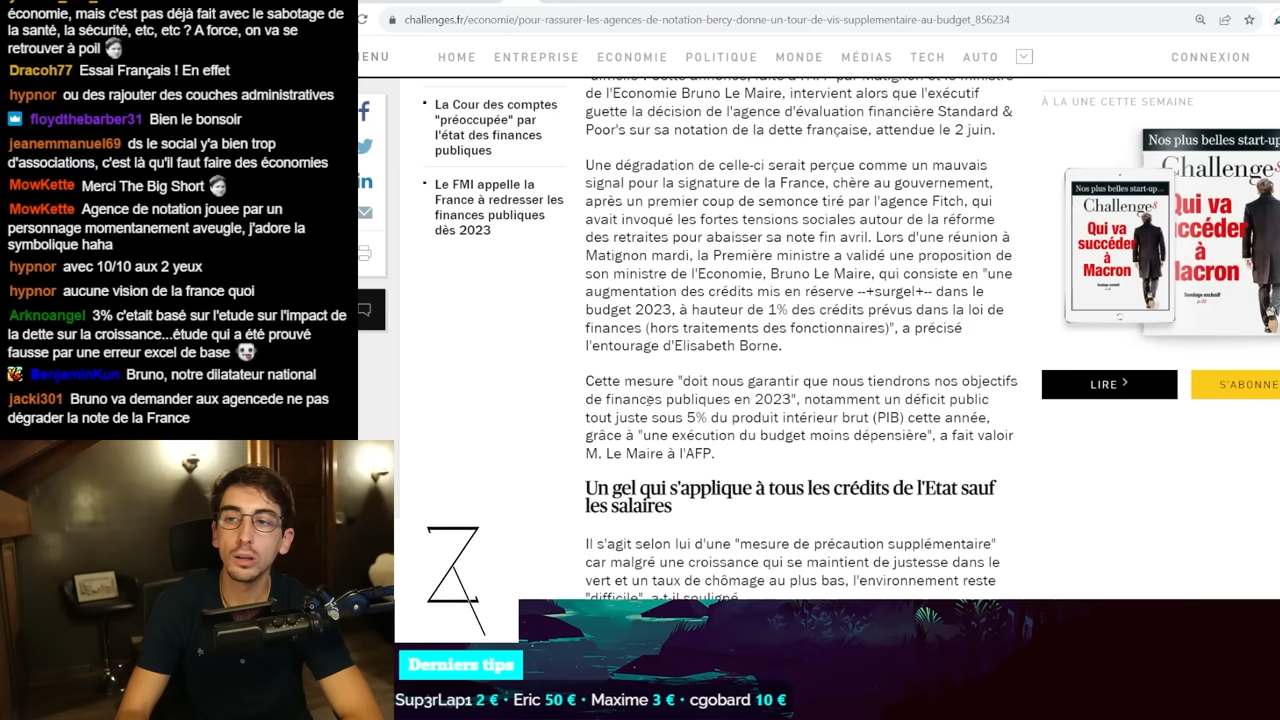 économie, mais c'est pas déjà fait avec le sabotage de
la santé, la sécurité, etc, etc ? A force, on va se
retrouver à poil
Dracoh77 Essai Français ! En effet
hypnor ou des rajouter des couches administratives
floydthebarber31 Bien le bonsoir
jeanemmanuel69 ds le social y'a bien trop
d'associations, c'est là qu'il faut faire des économies
MowKette Merci The Big Short
MowKette Agence de notation jouee par un
personnage momentanement aveugle, j'adore la
symbolique haha
hypnor avec 10/10 aux 2 yeux
hypnor aucune vision de la france quoi
Arknoangel 3% c'etait basé sur l'etude sur l'impact de
la dette sur la croissance...étude qui a été prouvé
fausse par une erreur excel de base
BenjaminKun Bruno, notre dilatateur national
jacki301 Bruno va demander aux agencede ne pas
dégrader la note de la France
challenges.fr/economie/pour-rassurer-les-agences-de-notation-bercy-donne-un-tour-de-vis-supplementaire-au-budget_856234
ENU HOME ENTREPRISE ECONOMIE POLITIQUE MONDE MÉDIAS TECH AUTO CONNEXION
La Cour des comptes
"préoccupée" par
l'état des finances
publiques
Le FMI appelle la
France à redresser les
finances publiques
dès 2023
de l'Economie Bruno Le Maire, intervient alors que l'exécutif
guette la décision de l'agence d'évaluation financière Standard &
Poor's sur sa notation de la dette française, attendue le 2 juin.
Une dégradation de celle-ci serait perçue comme un mauvais
signal pour la signature de la France, chère au gouvernement,
après un premier coup de semonce tiré par l'agence Fitch, qui
avait invoqué les fortes tensions sociales autour de la réforme
des retraites pour abaisser sa note fin avril. Lors d'une réunion à
Matignon mardi, la Première ministre a validé une proposition de
son ministre de l'Economie, Bruno Le Maire, qui consiste en "une
augmentation des crédits mis en réserve --+surgel+-- dans le
budget 2023, à hauteur de 1% des crédits prévus dans la loi de
finances (hors traitements des fonctionnaires)", a précisé
l'entourage d'Elisabeth Borne.
Cette mesure "doit nous garantir que nous tiendrons nos objectifs
de finances publiques en 2023", notamment un déficit public
tout juste sous 5% du produit intérieur brut (PIB) cette année,
grâce à "une exécution du budget moins dépensière", a fait valoir
M. Le Maire à l'AFP.
Un gel qui s'applique à tous les crédits de l'Etat sauf
les salaires
Il s'agit selon lui d'une "mesure de précaution supplémentaire"
car malgré une croissance qui se maintient de justesse dans le
vert et un taux de chômage au plus bas, l'environnement reste
"difficile", a-t-il souligné
À LA UNE CETTE SEMAINE
Nos plus belles start-up
Challenges
Qui va
succéder
à
Macron
Nos plus belles start-up...
Challenges
Qui va
succéder
à
Macron
LIRE
S'ABONNE
Derniers tips
Sup3rLap1 2 € • Eric 50 € • Maxime 3 € • cgobard 10 €